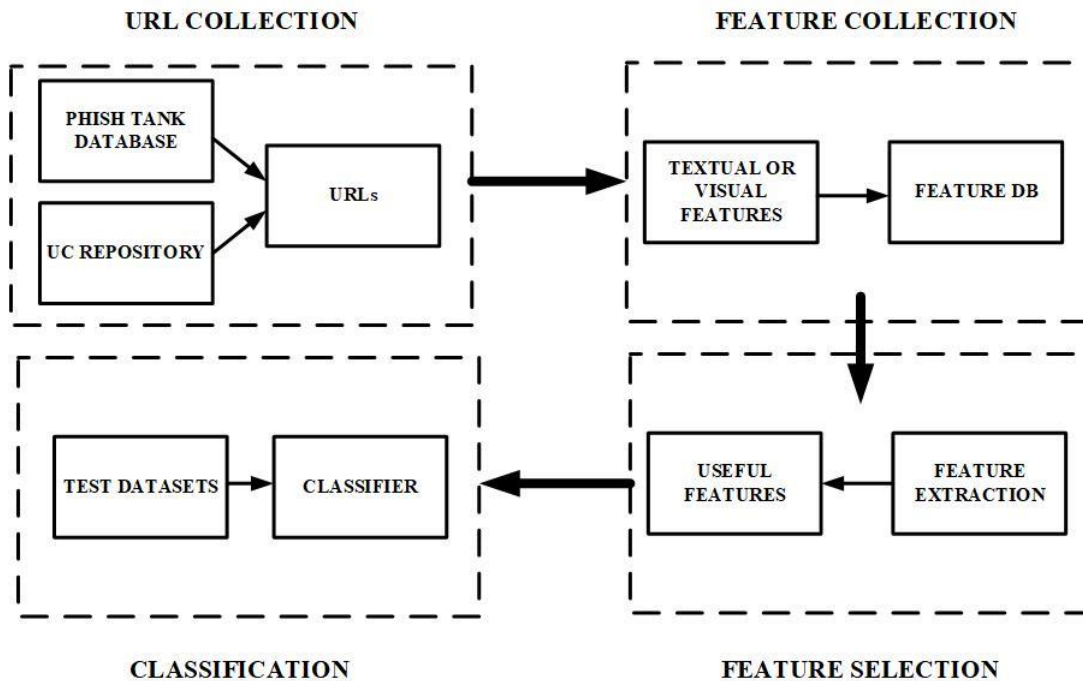 URL COLLECTION
FEATURE COLLECTION
PHISH TANK
DATABASE
URLs
UC REPOSITORY
TEXTUAL OR
VISUAL
FEATURES
FEATURE DB
TEST DATASETS
CLASSIFIER
USEFUL
FEATURES
FEATURE
EXTRACTION
CLASSIFICATION
FEATURE SELECTION